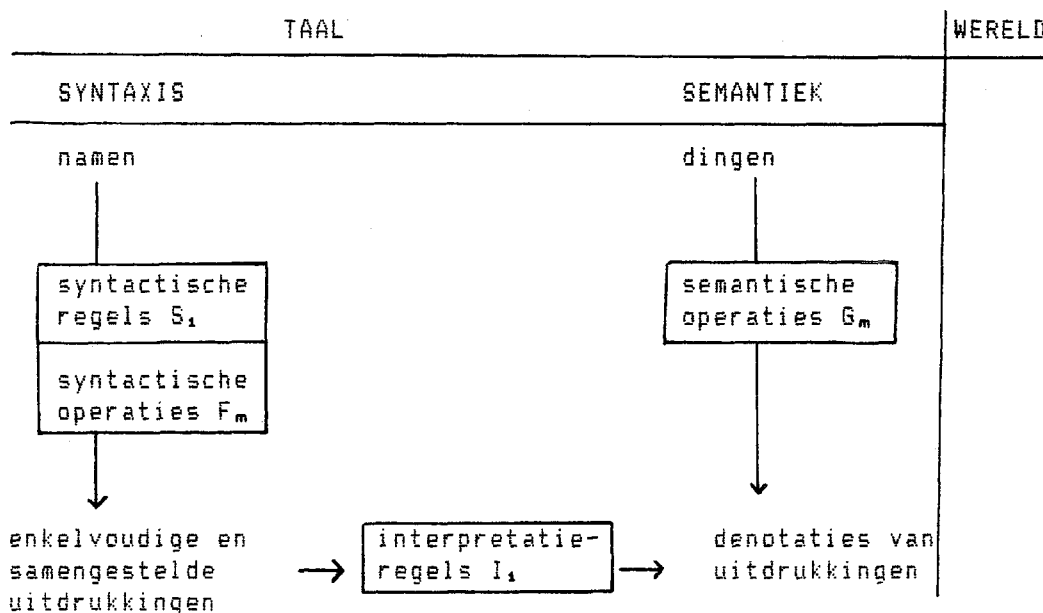 TAAL WERELD
SYNTAXIS SEMANTIEK
namen dingen
syntactische
regels S₁
syntactische
operaties Fₘ
semantische
operaties Gₘ
enkelvoudige en
samengestelde
uitdrukkingen
interpretatie-
regels I₁
denotaties van
uitdrukkingen